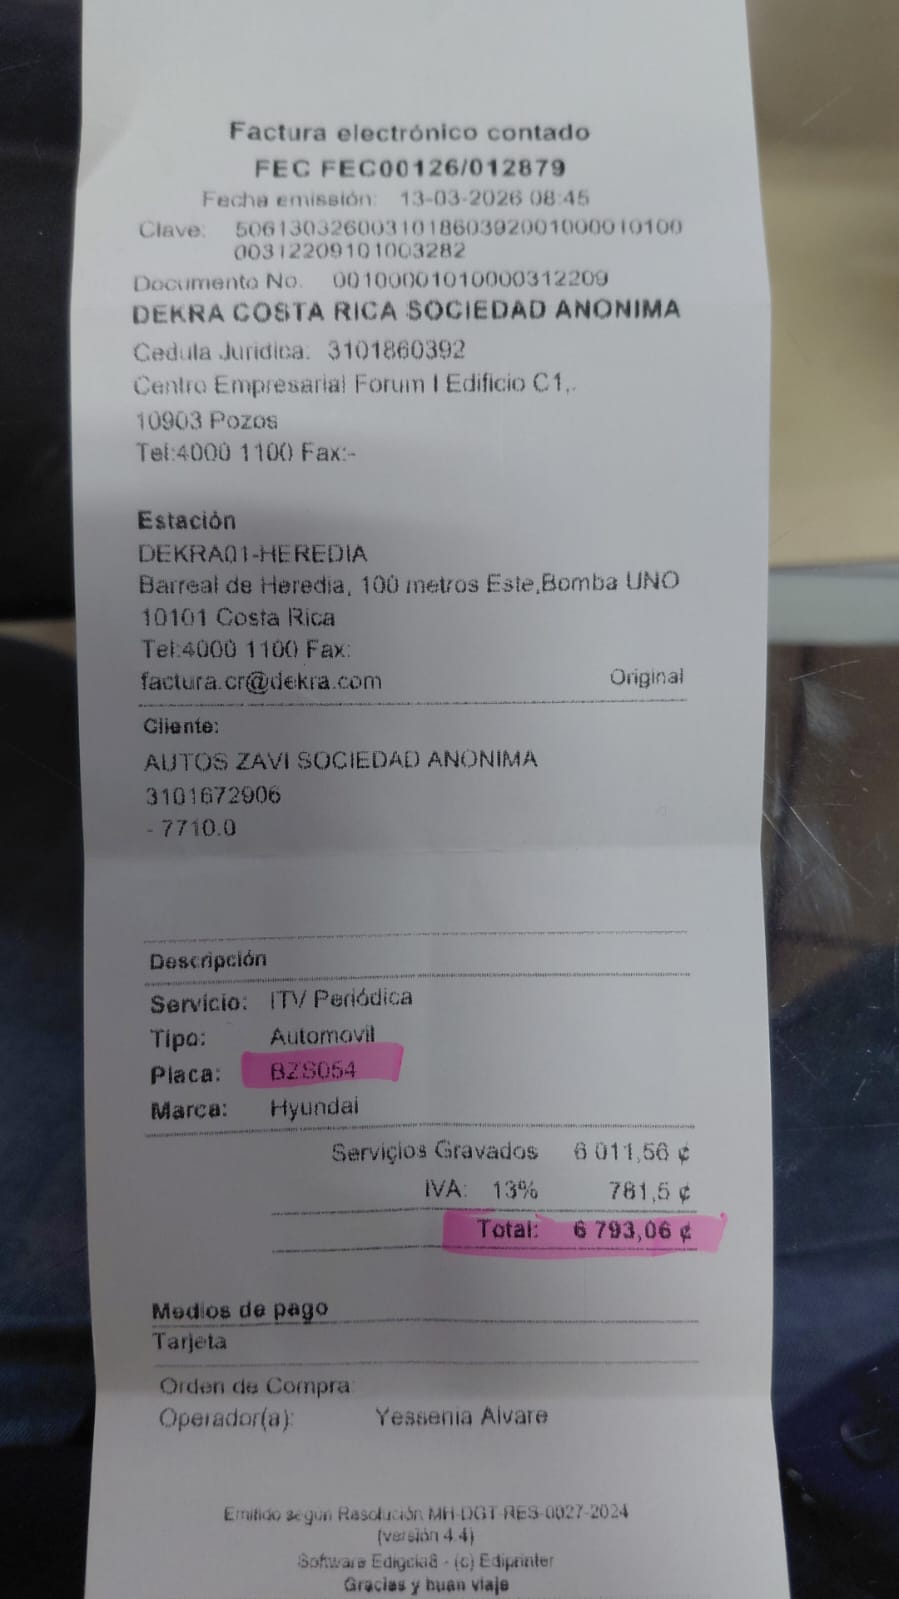 Factura electrónico contado
FEC FEC00126/012879
Fecha emisión: 13-03-2026 08:45
Clave: 50613032600310186039200100001010 0
00312209101003282
Documento No. 00100001010000312209
DEKRA COSTA RICA SOCIEDAD ANONIMA
Cedula Juridica: 3101860392
Centro Empresarial Forum I Edificio C1,.
10903 Pozos
Tel:4000 1100 Fax:-
Estación
DEKRA01-HEREDIA
Barreal de Heredia, 100 metros Este,Bomba UNO
10101 Costa Rica
Tel:4000 1100 Fax:
factura.cr@dekra.com Original
Cliente:
AUTOS ZAVI SOCIEDAD ANONIMA
3101672906
- 7710.0
Descripción
Servicio: ITV Periódica
Tipo: Automovil
Placa: BZS054
Marca: Hyundai
Servicios Gravados 6 011,56 ¢
IVA: 13% 781,5 ¢
Total: 6 793,06 ¢
Medios de pago
Tarjeta
Orden de Compra
Operador(a): Yessenia Alvare
Emitido segun Resolución MH-DGT-RES-0027-2024
(versión 4.4)
Software Edigcia8 - (c) Ediprinter
Gracias y buan viaje